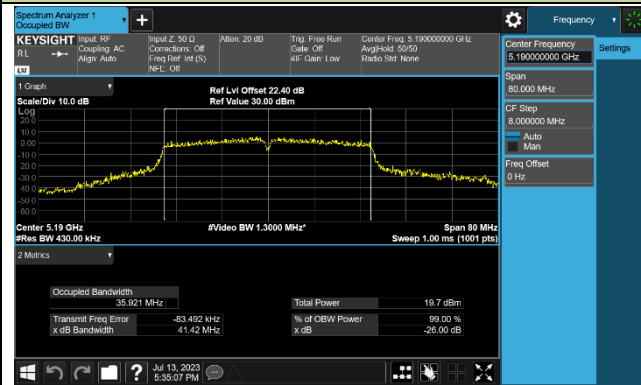 Spectrum Analyzer 1
Occupied BW
Frequency
KEYSIGHT
Input: RF
Input Z: 50 Ω
Atten: 20 dB
Trig: Free Run
Center Freq: 5.190000000 GHz
RL
Coupling: AC
Corrections: Off
Gate: Off
Avg|Hold: 50/50
Align: Auto
Freq Ref: Int (S)
#IF Gain: Low
Radio Std: None
NFE: Off
LXI
Center Frequency
5.190000000 GHz
Settings
Span
80.000 MHz
CF Step
8.000000 MHz
Auto
Man
Freq Offset
0 Hz
1 Graph
Ref Lvl Offset 22.40 dB
Scale/Div 10.0 dB
Ref Value 30.00 dBm
Log
20.0
10.0
0.00
-10.0
-20.0
-30.0
-40.0
-50.0
-60.0
Center 5.19 GHz
#Video BW 1.3000 MHz*
Span 80 MHz
#Res BW 430.00 kHz
Sweep 1.00 ms (1001 pts)
2 Metrics
Occupied Bandwidth
35.921 MHz
Total Power
19.7 dBm
Transmit Freq Error
-83.492 kHz
% of OBW Power
99.00 %
x dB Bandwidth
41.42 MHz
x dB
-26.00 dB
Jul 13, 2023
5:35:07 PM